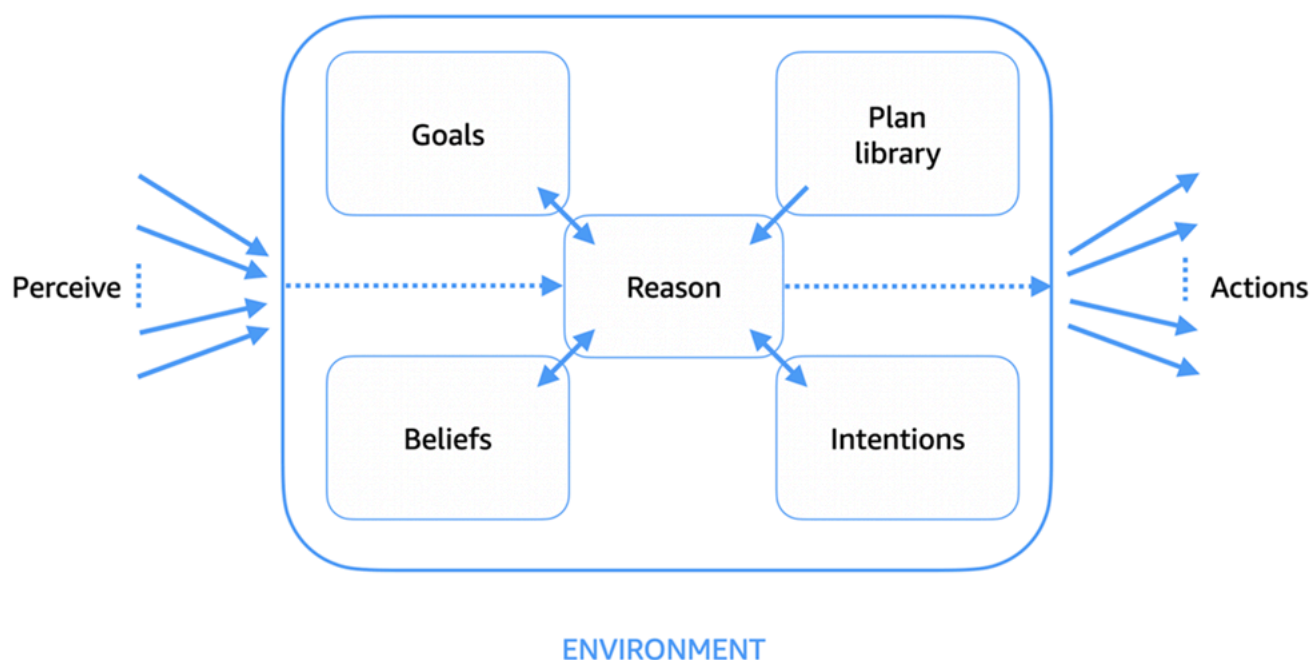 Goals
Plan
library
Perceive
Reason
Actions
Beliefs
Intentions
ENVIRONMENT